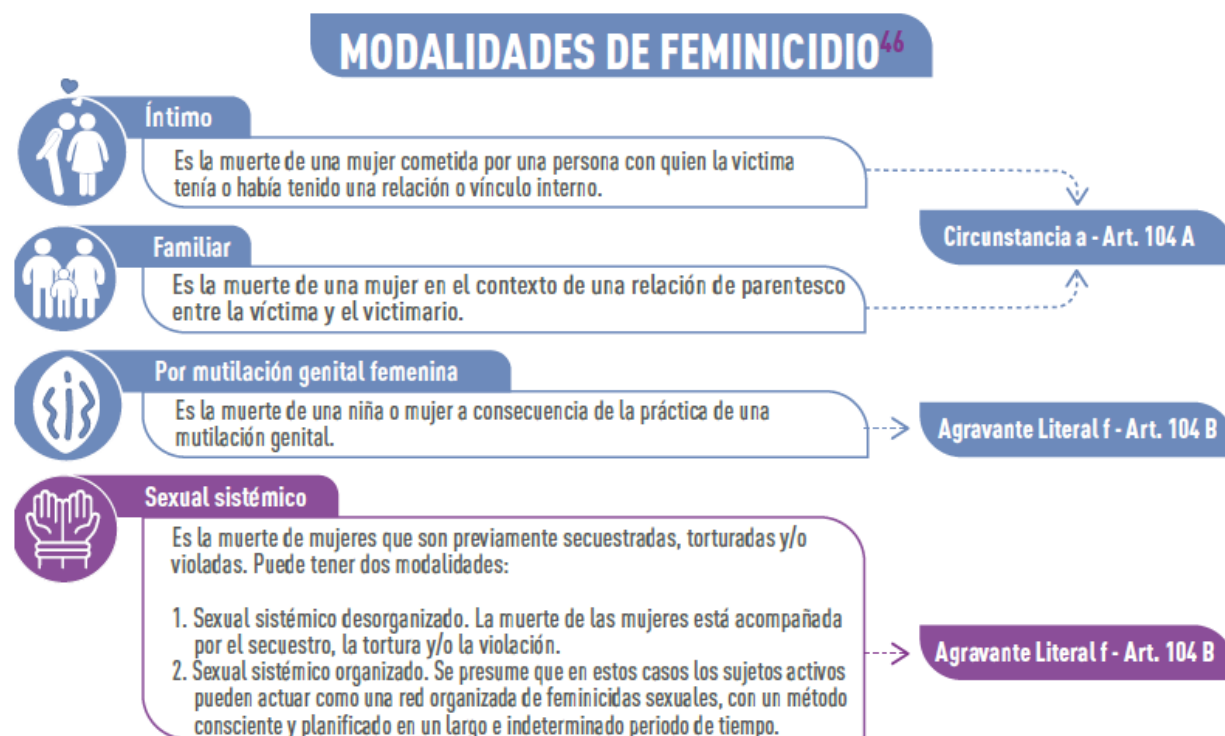 MODALIDADES DE FEMINICIDIO46
Íntimo
Es la muerte de una mujer cometida por una persona con quien la victima
tenía o había tenido una relación o vínculo interno.
Circunstancia a - Art. 104 A
Familiar
Es la muerte de una mujer en el contexto de una relación de parentesco
entre la víctima y el victimario.
Por mutilación genital femenina
Es la muerte de una niña o mujer a consecuencia de la práctica de una
mutilación genital.
Agravante Literal f - Art. 104 B
Sexual sistémico
Es la muerte de mujeres que son previamente secuestradas, torturadas y/o
violadas. Puede tener dos modalidades:
1. Sexual sistémico desorganizado. La muerte de las mujeres está acompañada
por el secuestro, la tortura y/o la violación.
2. Sexual sistémico organizado. Se presume que en estos casos los sujetos activos
pueden actuar como una red organizada de feminicidas sexuales, con un método
consciente y planificado en un largo e indeterminado periodo de tiempo.
Agravante Literal f - Art. 104 B